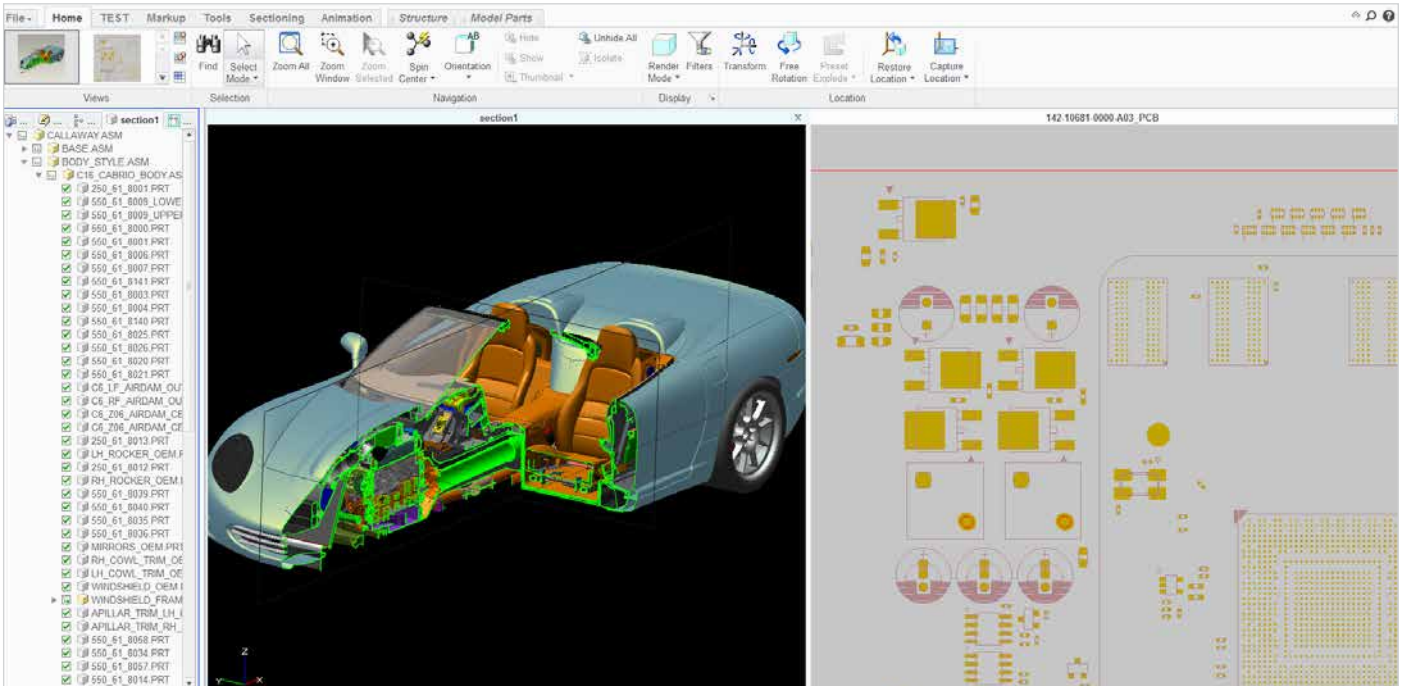 File Home TEST Markup Tools Sectioning Animation Structure Model Parts
Find Select Mode Zoom All Zoom Window Zoom Selected Spin Center Orientation Hide Show Thumbnail Unhide All Isolate Render Mode Filters Transform Free Rotation Preset Explode Restore Location Capture Location
Views Selection Navigation Display Location
section1
section1 X
142-10681-0000-A03_PCB
CALLAWAY.ASM
BASE.ASM
BODY_STYLE.ASM
C16_CABRIO_BODY.AS
250_61_8001.PRT
550_61_8008_LOWE
550_61_8009_UPPE
550_61_8000.PRT
550_61_8001.PRT
550_61_8006.PRT
550_61_8007.PRT
550_61_8141.PRT
550_61_8003.PRT
550_61_8004.PRT
550_61_8140.PRT
550_61_8025.PRT
550_61_8026.PRT
550_61_8020.PRT
550_61_8021.PRT
C6_LF_AIRDAM_OU
C6_RF_AIRDAM_OU
C6_Z06_AIRDAM_CE
C6_Z06_AIRDAM_CE
250_61_8013.PRT
LH_ROCKER_OEM.F
250_61_8012.PRT
RH_ROCKER_OEM.
550_61_8039.PRT
550_61_8040.PRT
550_61_8035.PRT
550_61_8036.PRT
MIRRORS_OEM.PRT
RH_COWL_TRIM_OE
LH_COWL_TRIM_OE
WINDSHIELD_OEM.
WINDSHIELD_FRAM
APILLAR_TRIM_LH_
APILLAR_TRIM_RH_
550_61_8058.PRT
550_61_8034.PRT
550_61_8057.PRT
550_61_8014.PRT
Z
Y X